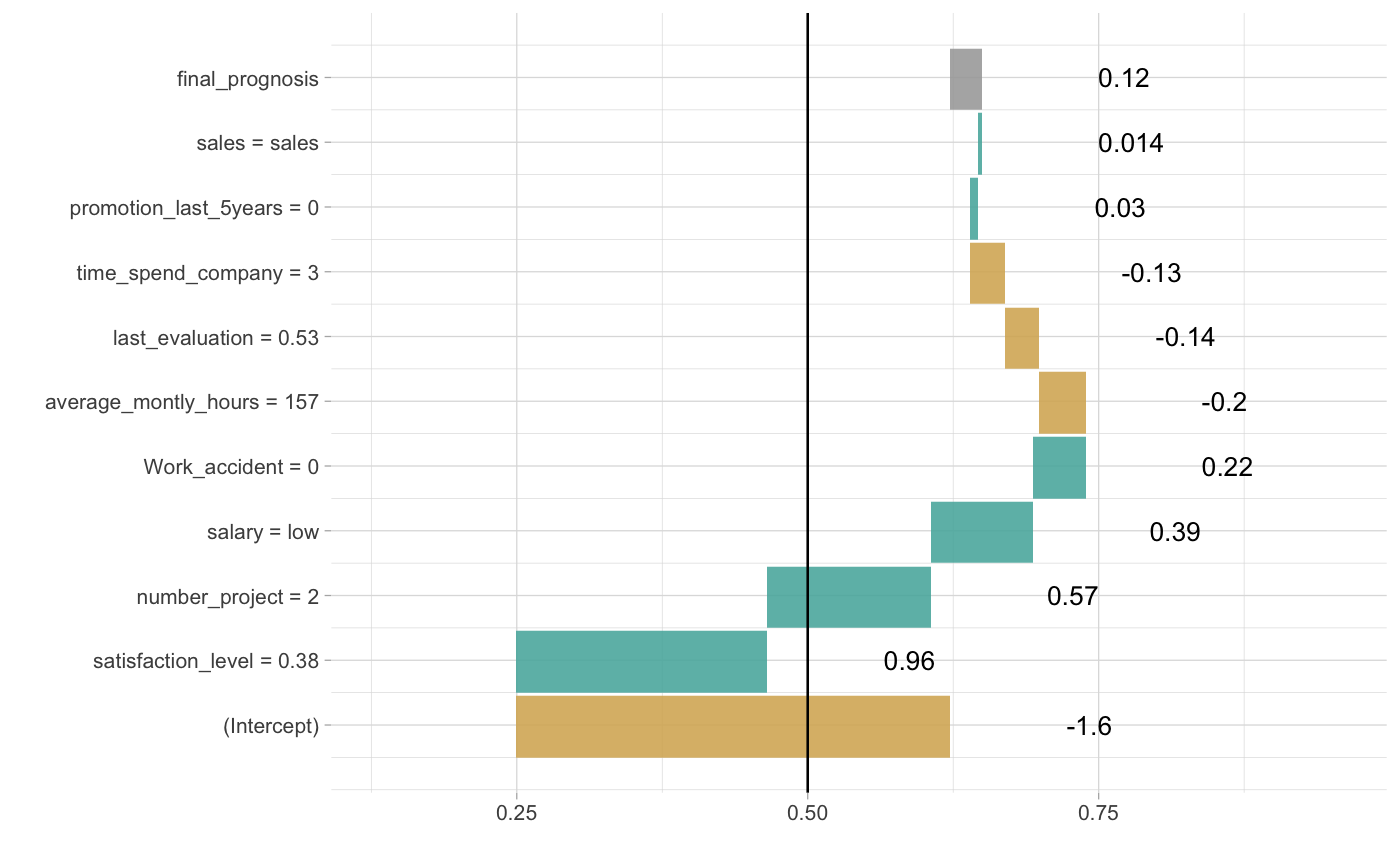 final_prognosis 0.12
sales = sales 0.014
promotion_last_5years = 0 0.03
time_spend_company = 3 -0.13
last_evaluation = 0.53 -0.14
average_montly_hours = 157 -0.2
Work_accident = 0 0.22
salary = low 0.39
number_project = 2 0.57
satisfaction_level = 0.38 0.96
(Intercept) -1.6
0.25 0.50 0.75